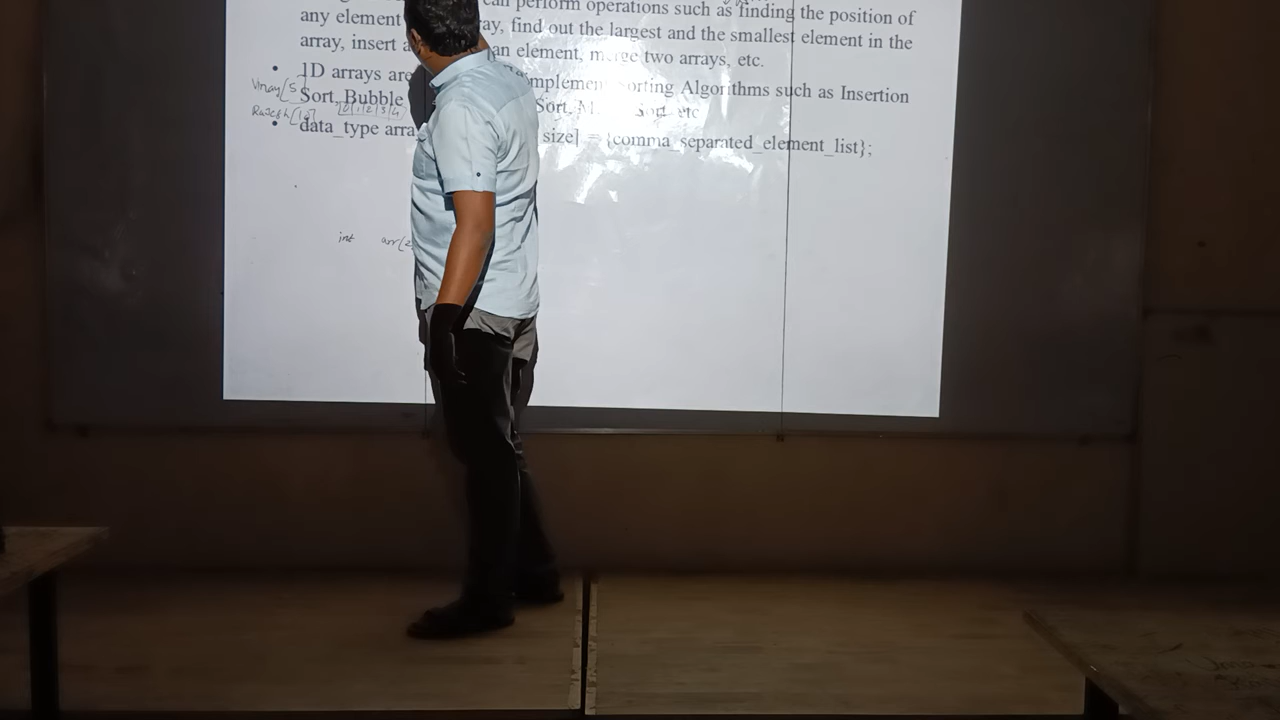 can perform operations such as finding the position of
any element ray, find out the largest and the smallest element in the
array, insert a an element, merge two arrays, etc.
• 1D arrays are implement sorting Algorithms such as Insertion
Vinay[5]
Sort, Bubble Sort, M Sort etc
Rakesh[10] 0 1 2 3 4
• data_type arra size] = {comma_separated_element_list};
int arr[2